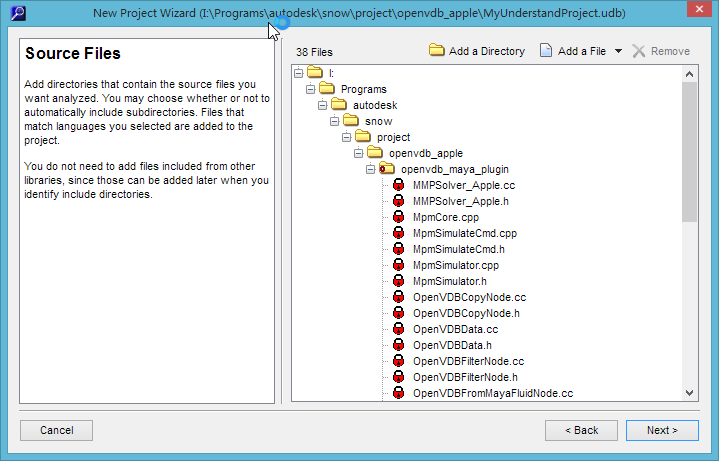 New Project Wizard (I:\Programs\autodesk\snow\project\openvdb_apple\MyUnderstandProject.udb)
Source Files
Add directories that contain the source files you
want analyzed. You may choose whether or not to
automatically include subdirectories. Files that
match languages you selected are added to the
project.
You do not need to add files included from other
libraries, since those can be added later when you
identify include directories.
38 Files
Add a Directory
Add a File
Remove
I:
Programs
autodesk
snow
project
openvdb_apple
openvdb_maya_plugin
MMPSolver_Apple.cc
MMPSolver_Apple.h
MpmCore.cpp
MpmSimulateCmd.cpp
MpmSimulateCmd.h
MpmSimulator.cpp
MpmSimulator.h
OpenVDBCopyNode.cc
OpenVDBCopyNode.h
OpenVDBData.cc
OpenVDBData.h
OpenVDBFilterNode.cc
OpenVDBFilterNode.h
OpenVDBFromMayaFluidNode.cc
Cancel
< Back
Next >